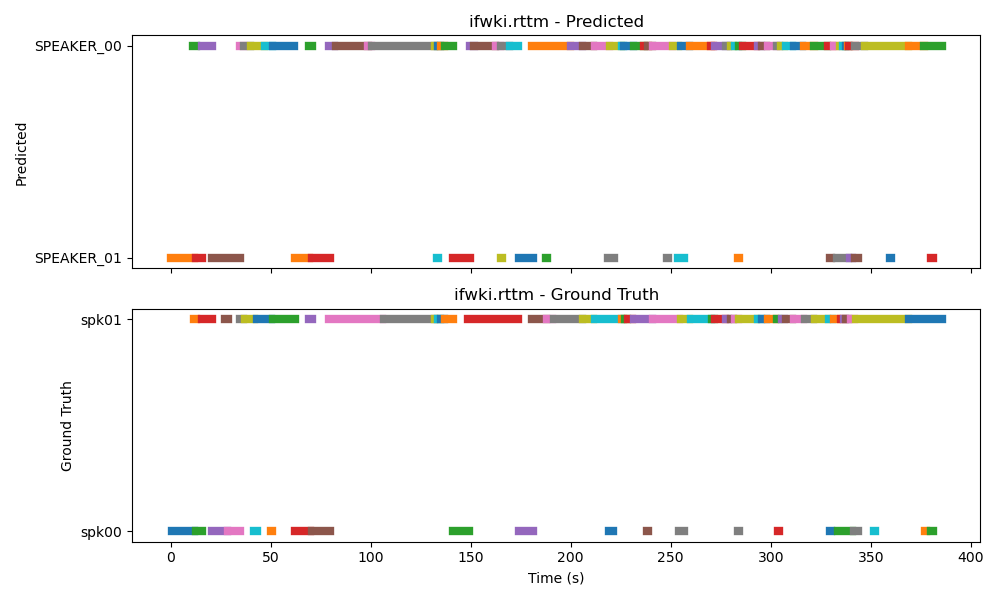 ifwki.rttm - Predicted
SPEAKER_00
Predicted
SPEAKER_01
ifwki.rttm - Ground Truth
spk01
Ground Truth
spk00
0 50 100 150 200 250 300 350 400
Time (s)